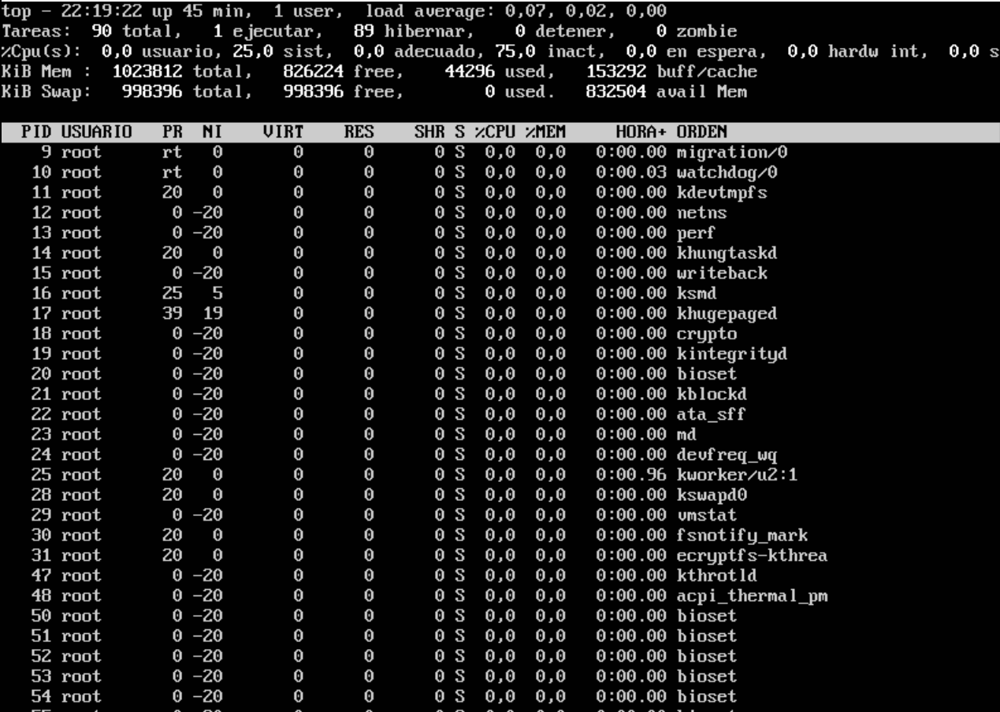 top - 22:19:22 up 45 min,  1 user,  load average: 0,07, 0,02, 0,00
Tareas:  90 total,   1 ejecutar,   89 hibernar,    0 detener,    0 zombie
%Cpu(s):  0,0 usuario, 25,0 sist,  0,0 adecuado, 75,0 inact,  0,0 en espera,  0,0 hardw int,  0,0 s
KiB Mem :  1023812 total,   826224 free,    44296 used,   153292 buff/cache
KiB Swap:   998396 total,   998396 free,        0 used.   832504 avail Mem
PID USUARIO   PR  NI    VIRT    RES    SHR S %CPU %MEM     HORA+ ORDEN
9 root      rt   0       0      0      0 S  0,0  0,0   0:00.00 migration/0
10 root      rt   0       0      0      0 S  0,0  0,0   0:00.03 watchdog/0
11 root      20   0       0      0      0 S  0,0  0,0   0:00.00 kdevtmpfs
12 root       0 -20       0      0      0 S  0,0  0,0   0:00.00 netns
13 root       0 -20       0      0      0 S  0,0  0,0   0:00.00 perf
14 root      20   0       0      0      0 S  0,0  0,0   0:00.00 khungtaskd
15 root       0 -20       0      0      0 S  0,0  0,0   0:00.00 writeback
16 root      25   5       0      0      0 S  0,0  0,0   0:00.00 ksmd
17 root      39  19       0      0      0 S  0,0  0,0   0:00.00 khugepaged
18 root       0 -20       0      0      0 S  0,0  0,0   0:00.00 crypto
19 root       0 -20       0      0      0 S  0,0  0,0   0:00.00 kintegrityd
20 root       0 -20       0      0      0 S  0,0  0,0   0:00.00 bioset
21 root       0 -20       0      0      0 S  0,0  0,0   0:00.00 kblockd
22 root       0 -20       0      0      0 S  0,0  0,0   0:00.00 ata_sff
23 root       0 -20       0      0      0 S  0,0  0,0   0:00.00 md
24 root       0 -20       0      0      0 S  0,0  0,0   0:00.00 devfreq_wq
25 root      20   0       0      0      0 S  0,0  0,0   0:00.96 kworker/u2:1
28 root      20   0       0      0      0 S  0,0  0,0   0:00.00 kswapd0
29 root       0 -20       0      0      0 S  0,0  0,0   0:00.00 vmstat
30 root      20   0       0      0      0 S  0,0  0,0   0:00.00 fsnotify_mark
31 root      20   0       0      0      0 S  0,0  0,0   0:00.00 ecryptfs-kthrea
47 root       0 -20       0      0      0 S  0,0  0,0   0:00.00 kthrotld
48 root       0 -20       0      0      0 S  0,0  0,0   0:00.00 acpi_thermal_pm
50 root       0 -20       0      0      0 S  0,0  0,0   0:00.00 bioset
51 root       0 -20       0      0      0 S  0,0  0,0   0:00.00 bioset
52 root       0 -20       0      0      0 S  0,0  0,0   0:00.00 bioset
53 root       0 -20       0      0      0 S  0,0  0,0   0:00.00 bioset
54 root       0 -20       0      0      0 S  0,0  0,0   0:00.00 bioset